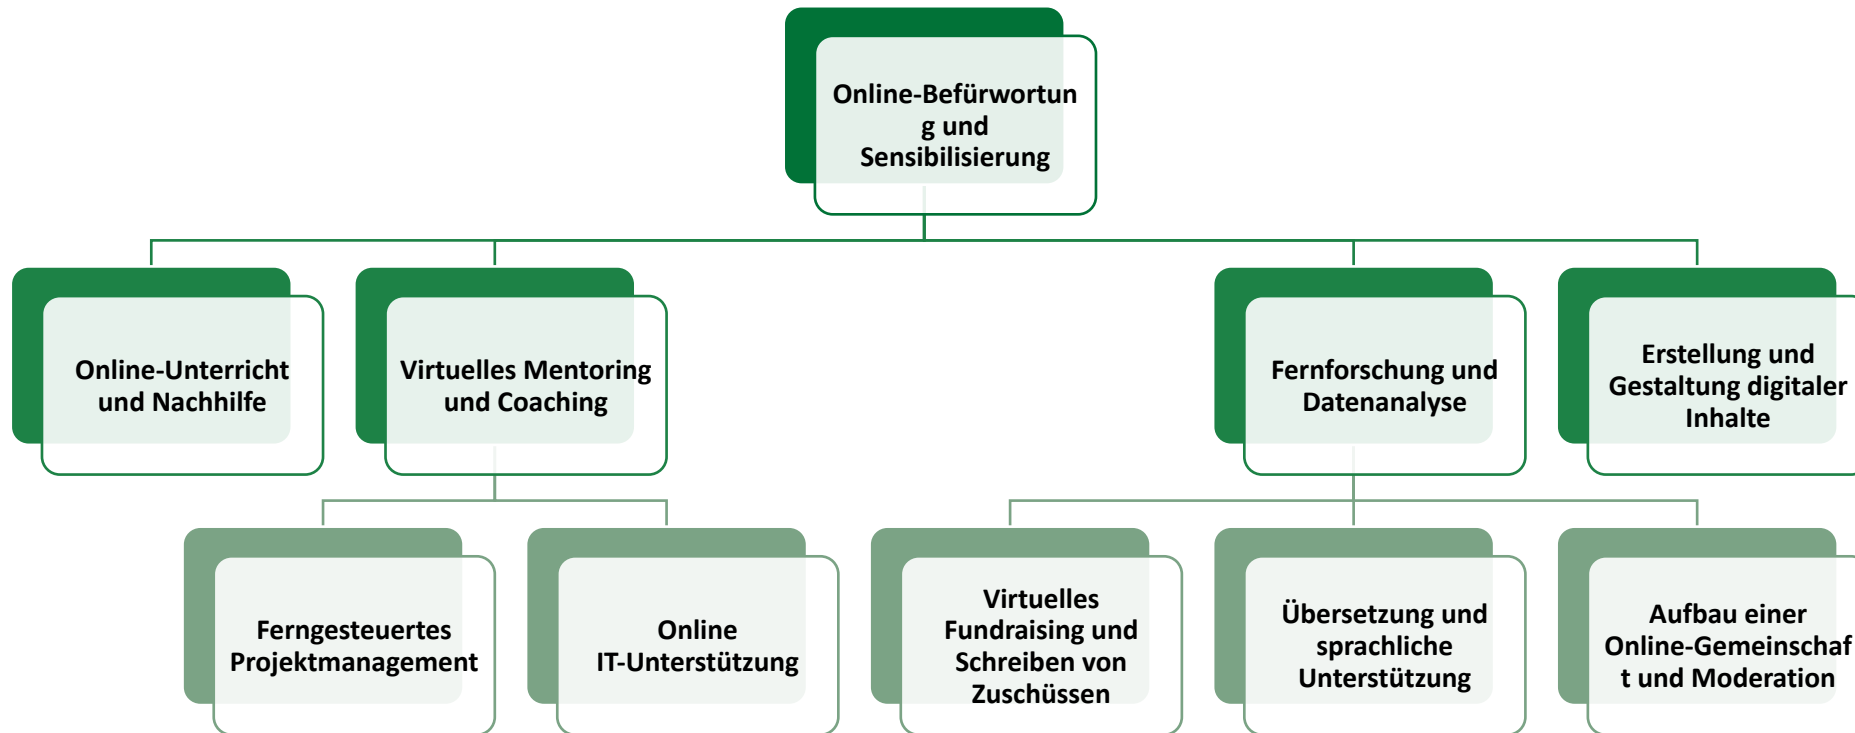 Online-Befürwortun
g und
Sensibilisierung
Online-Unterricht
und Nachhilfe
Virtuelles Mentoring
und Coaching
Fernforschung und
Datenanalyse
Erstellung und
Gestaltung digitaler
Inhalte
Ferngesteuertes
Projektmanagement
Online
IT-Unterstützung
Virtuelles
Fundraising und
Schreiben von
Zuschüssen
Übersetzung und
sprachliche
Unterstützung
Aufbau einer
Online-Gemeinschaf
t und Moderation